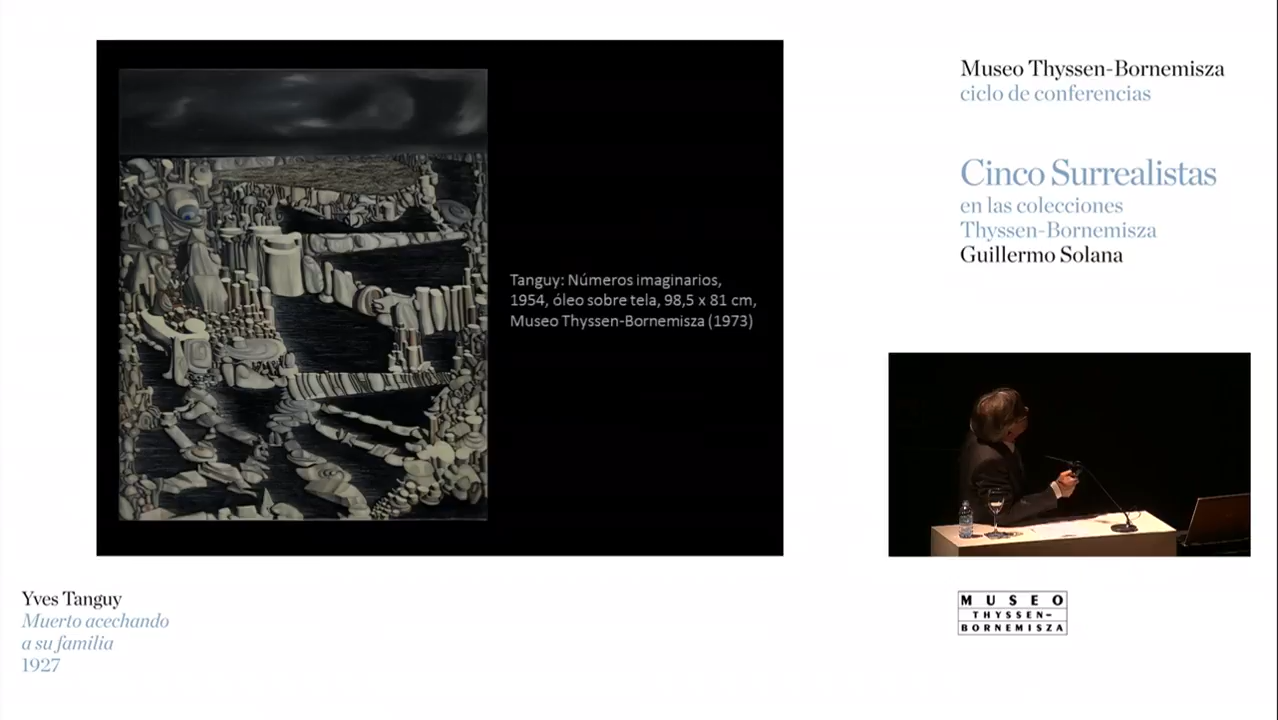 Museo Thyssen-Bornemisza
ciclo de conferencias
Cinco Surrealistas
en las colecciones
Thyssen-Bornemisza
Guillermo Solana
Tanguy: Números imaginarios,
1954, óleo sobre tela, 98,5 x 81 cm,
Museo Thyssen-Bornemisza (1973)
Yves Tanguy
Muerto acechando
a su familia
1927
MUSEO
THYSSEN-
BORNEMISZA